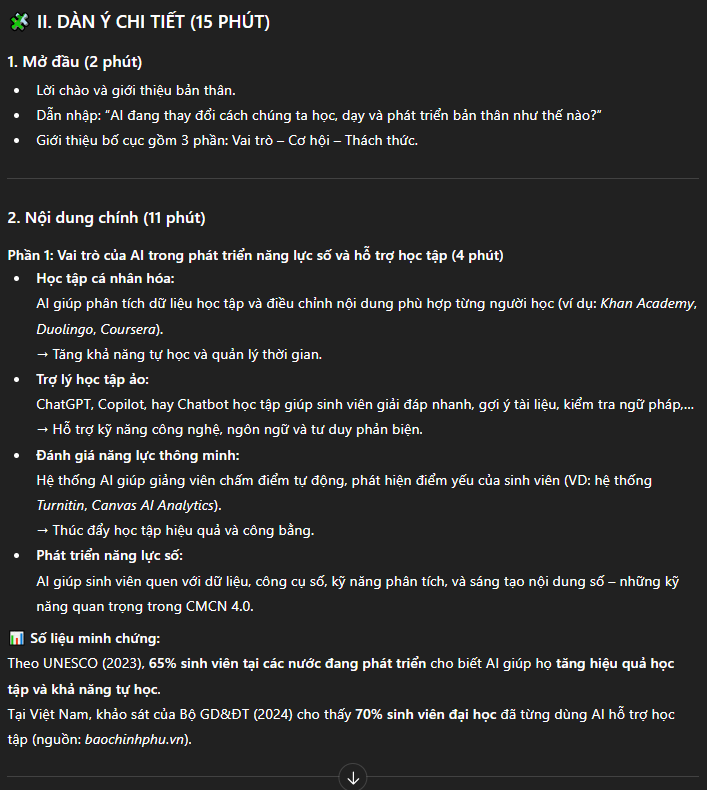 II. DÀN Ý CHI TIẾT (15 PHÚT)
1. Mở đầu (2 phút)
• Lời chào và giới thiệu bản thân.
• Dẫn nhập: “AI đang thay đổi cách chúng ta học, dạy và phát triển bản thân như thế nào?”
• Giới thiệu bố cục gồm 3 phần: Vai trò – Cơ hội – Thách thức.
2. Nội dung chính (11 phút)
Phần 1: Vai trò của AI trong phát triển năng lực số và hỗ trợ học tập (4 phút)
• Học tập cá nhân hóa:
AI giúp phân tích dữ liệu học tập và điều chỉnh nội dung phù hợp từng người học (ví dụ: Khan Academy,
Duolingo, Coursera).
→ Tăng khả năng tự học và quản lý thời gian.
• Trợ lý học tập ảo:
ChatGPT, Copilot, hay Chatbot học tập giúp sinh viên giải đáp nhanh, gợi ý tài liệu, kiểm tra ngữ pháp,...
→ Hỗ trợ kỹ năng công nghệ, ngôn ngữ và tư duy phản biện.
• Đánh giá năng lực thông minh:
Hệ thống AI giúp giảng viên chấm điểm tự động, phát hiện điểm yếu của sinh viên (VD: hệ thống
Turnitin, Canvas AI Analytics).
→ Thúc đẩy học tập hiệu quả và công bằng.
• Phát triển năng lực số:
AI giúp sinh viên quen với dữ liệu, công cụ số, kỹ năng phân tích, và sáng tạo nội dung số – những kỹ
năng quan trọng trong CMCN 4.0.
Số liệu minh chứng:
Theo UNESCO (2023), 65% sinh viên tại các nước đang phát triển cho biết AI giúp họ tăng hiệu quả học
tập và khả năng tự học.
Tại Việt Nam, khảo sát của Bộ GD&ĐT (2024) cho thấy 70% sinh viên đại học đã từng dùng AI hỗ trợ học
tập (nguồn: baochinhphu.vn).